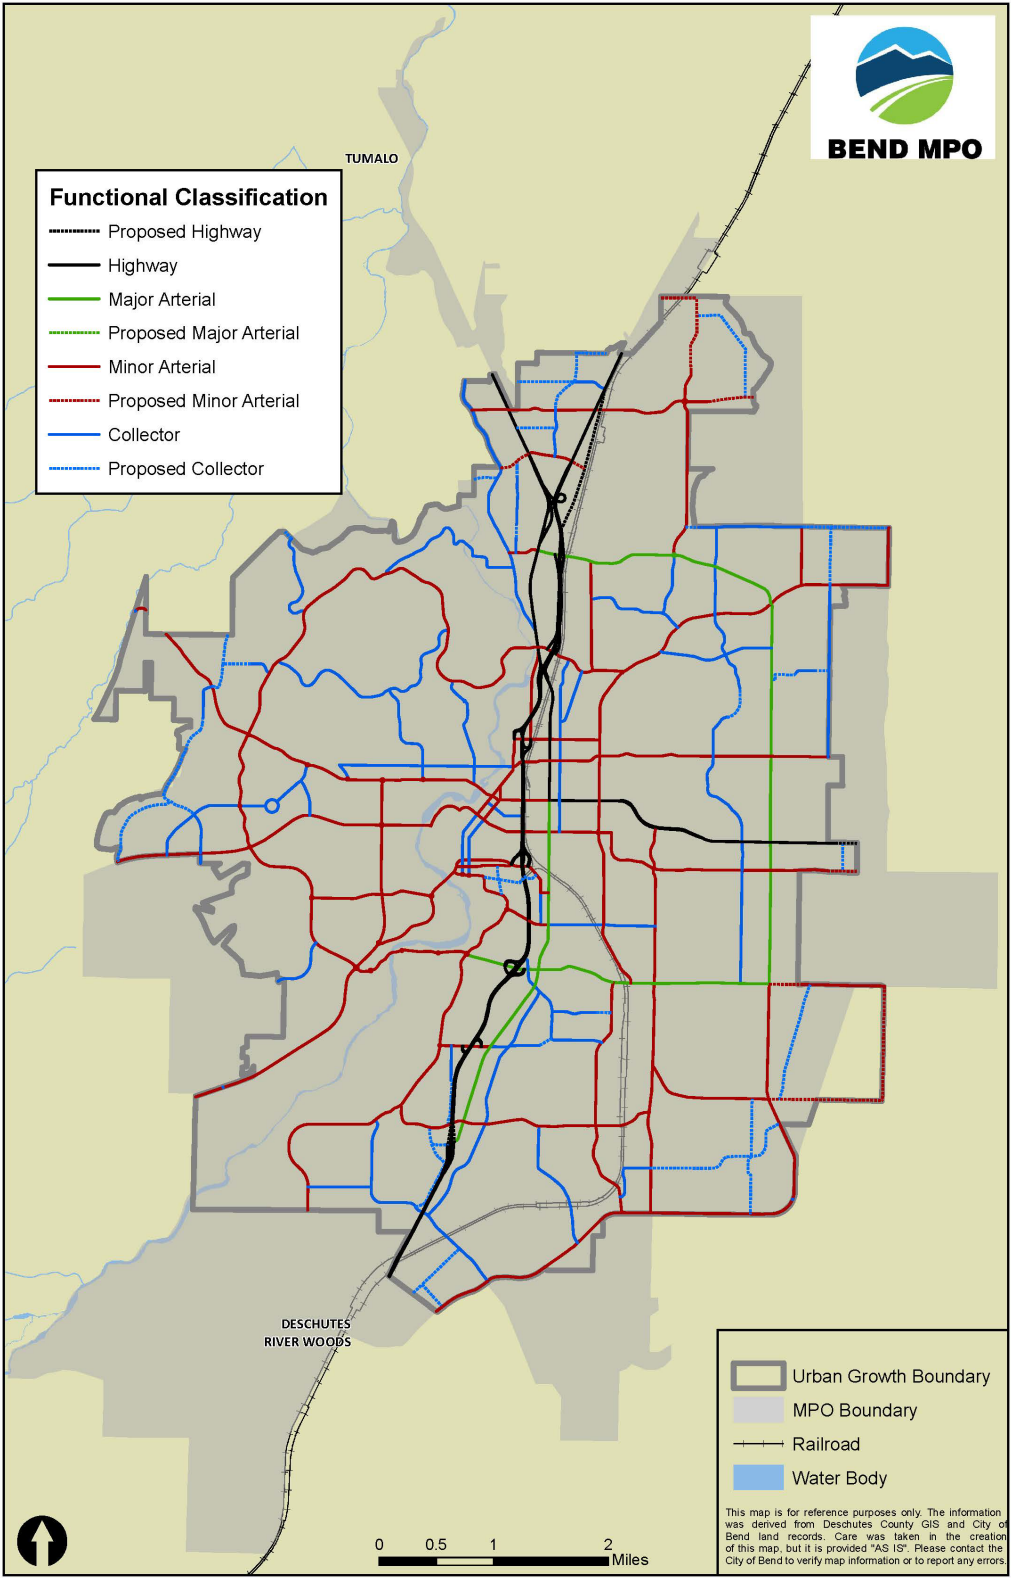 BEND MPO
TUMALO
Functional Classification
Proposed Highway
Highway
Major Arterial
Proposed Major Arterial
Minor Arterial
Proposed Minor Arterial
Collector
Proposed Collector
DESCHUTES
RIVER WOODS
Urban Growth Boundary
MPO Boundary
Railroad
Water Body
This map is for reference purposes only. The information
was derived from Deschutes County GIS and City of
Bend land records. Care was taken in the creation
of this map, but it is provided "AS IS". Please contact the
City of Bend to verify map information or to report any errors.
0 0.5 1 2
Miles